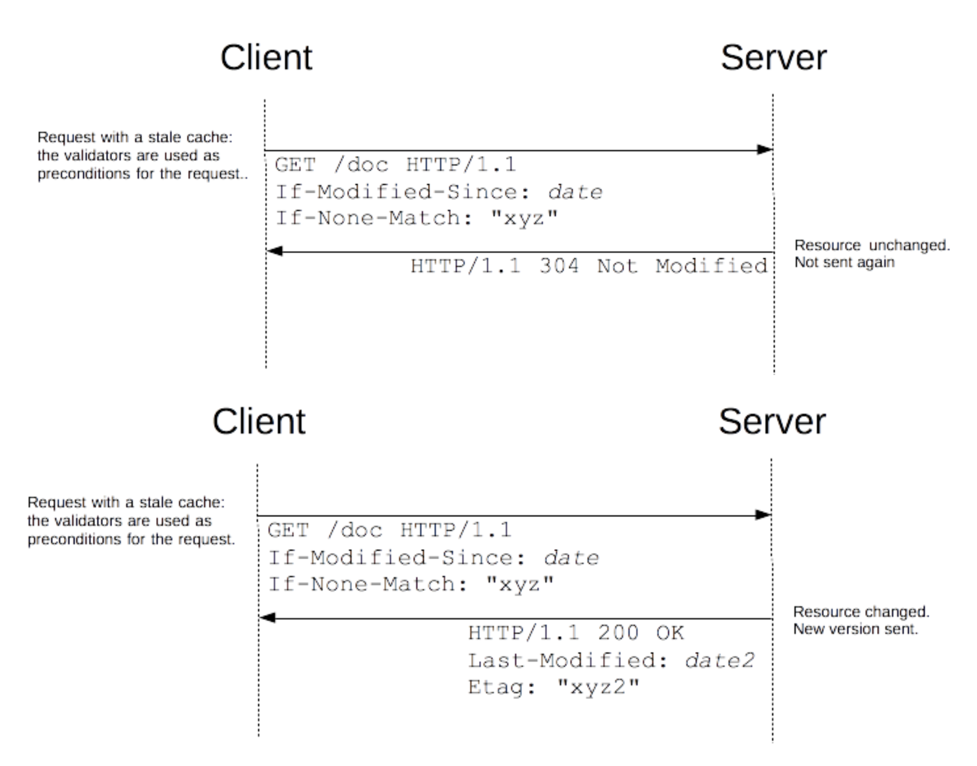 Client
Server
Request with a stale cache:
the validators are used as
preconditions for the request..
GET /doc HTTP/1.1
If-Modified-Since: date
If-None-Match: "xyz"
Resource unchanged.
Not sent again
HTTP/1.1 304 Not Modified
Client
Server
Request with a stale cache:
the validators are used as
preconditions for the request.
GET /doc HTTP/1.1
If-Modified-Since: date
If-None-Match: "xyz"
Resource changed.
New version sent.
HTTP/1.1 200 OK
Last-Modified: date2
Etag: "xyz2"